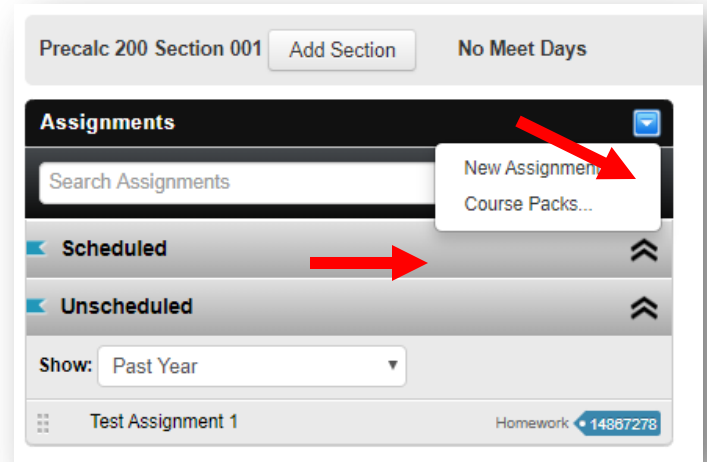 Precalc 200 Section 001 Add Section No Meet Days
Assignments
Search Assignments
New Assignment
Course Packs...
Scheduled
Unscheduled
Show: Past Year
Test Assignment 1 Homework 14867278